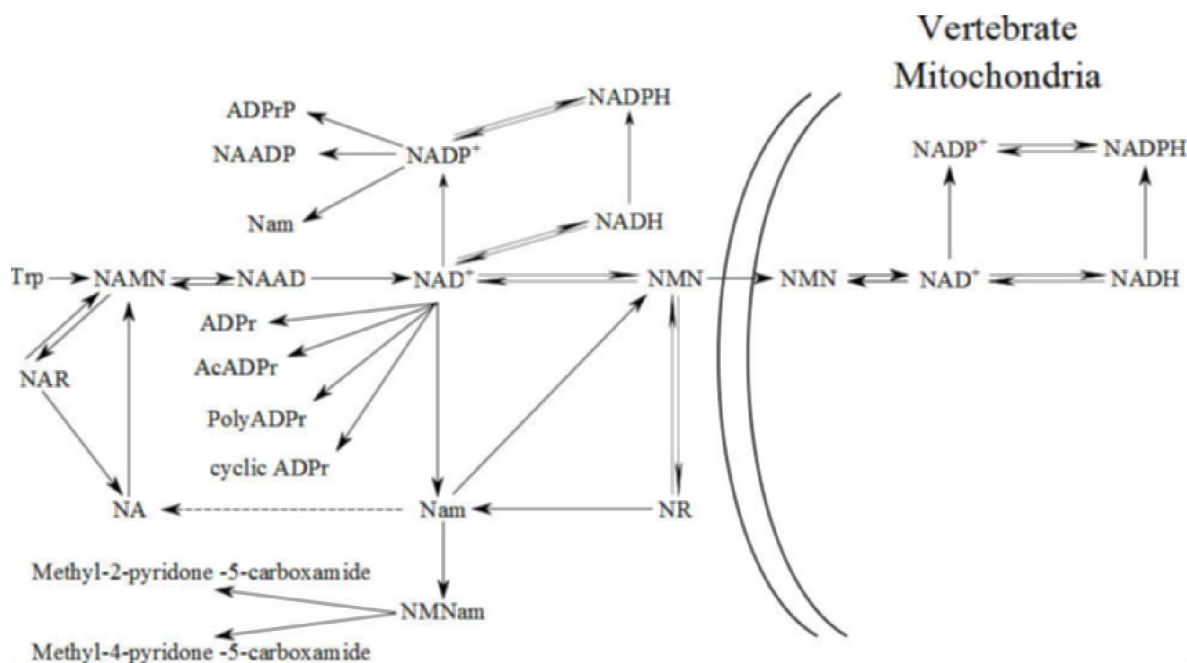 Vertebrate
Mitochondria
ADPrP
NADPH
NAADP
NADP⁺
NADP⁺
NADPH
Nam
NADH
Trp
NAMN
NAAD
NAD⁺
NMN
NMN
NAD⁺
NADH
ADPr
AcADPr
NAR
PolyADPr
cyclic ADPr
NA
Nam
NR
Methyl-2-pyridone -5-carboxamide
NMNam
Methyl-4-pyridone -5-carboxamide